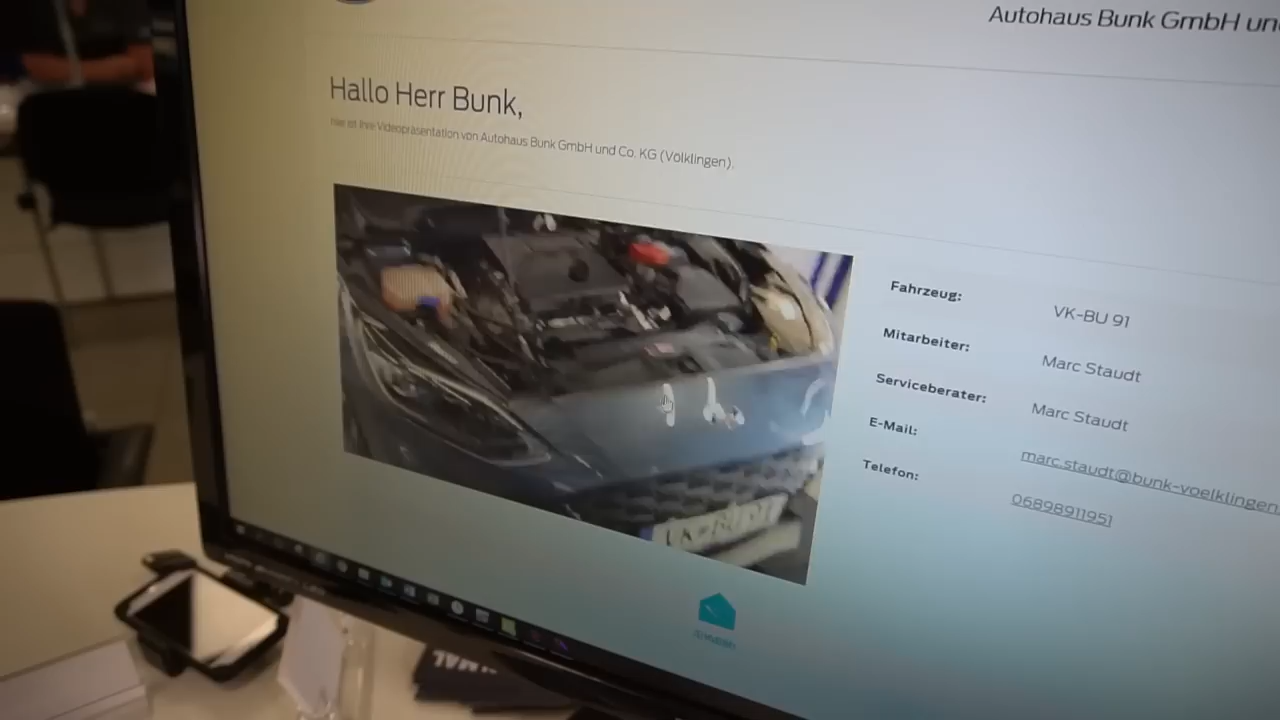 Autohaus Bunk GmbH un
Hallo Herr Bunk,
hier ist Ihre Videopräsentation von Autohaus Bunk GmbH und Co. KG (Völklingen).
Fahrzeug: VK-BU 91
Mitarbeiter: Marc Staudt
Serviceberater: Marc Staudt
E-Mail: marc.staudt@bunk-voelklingen
Telefon: 06898911951